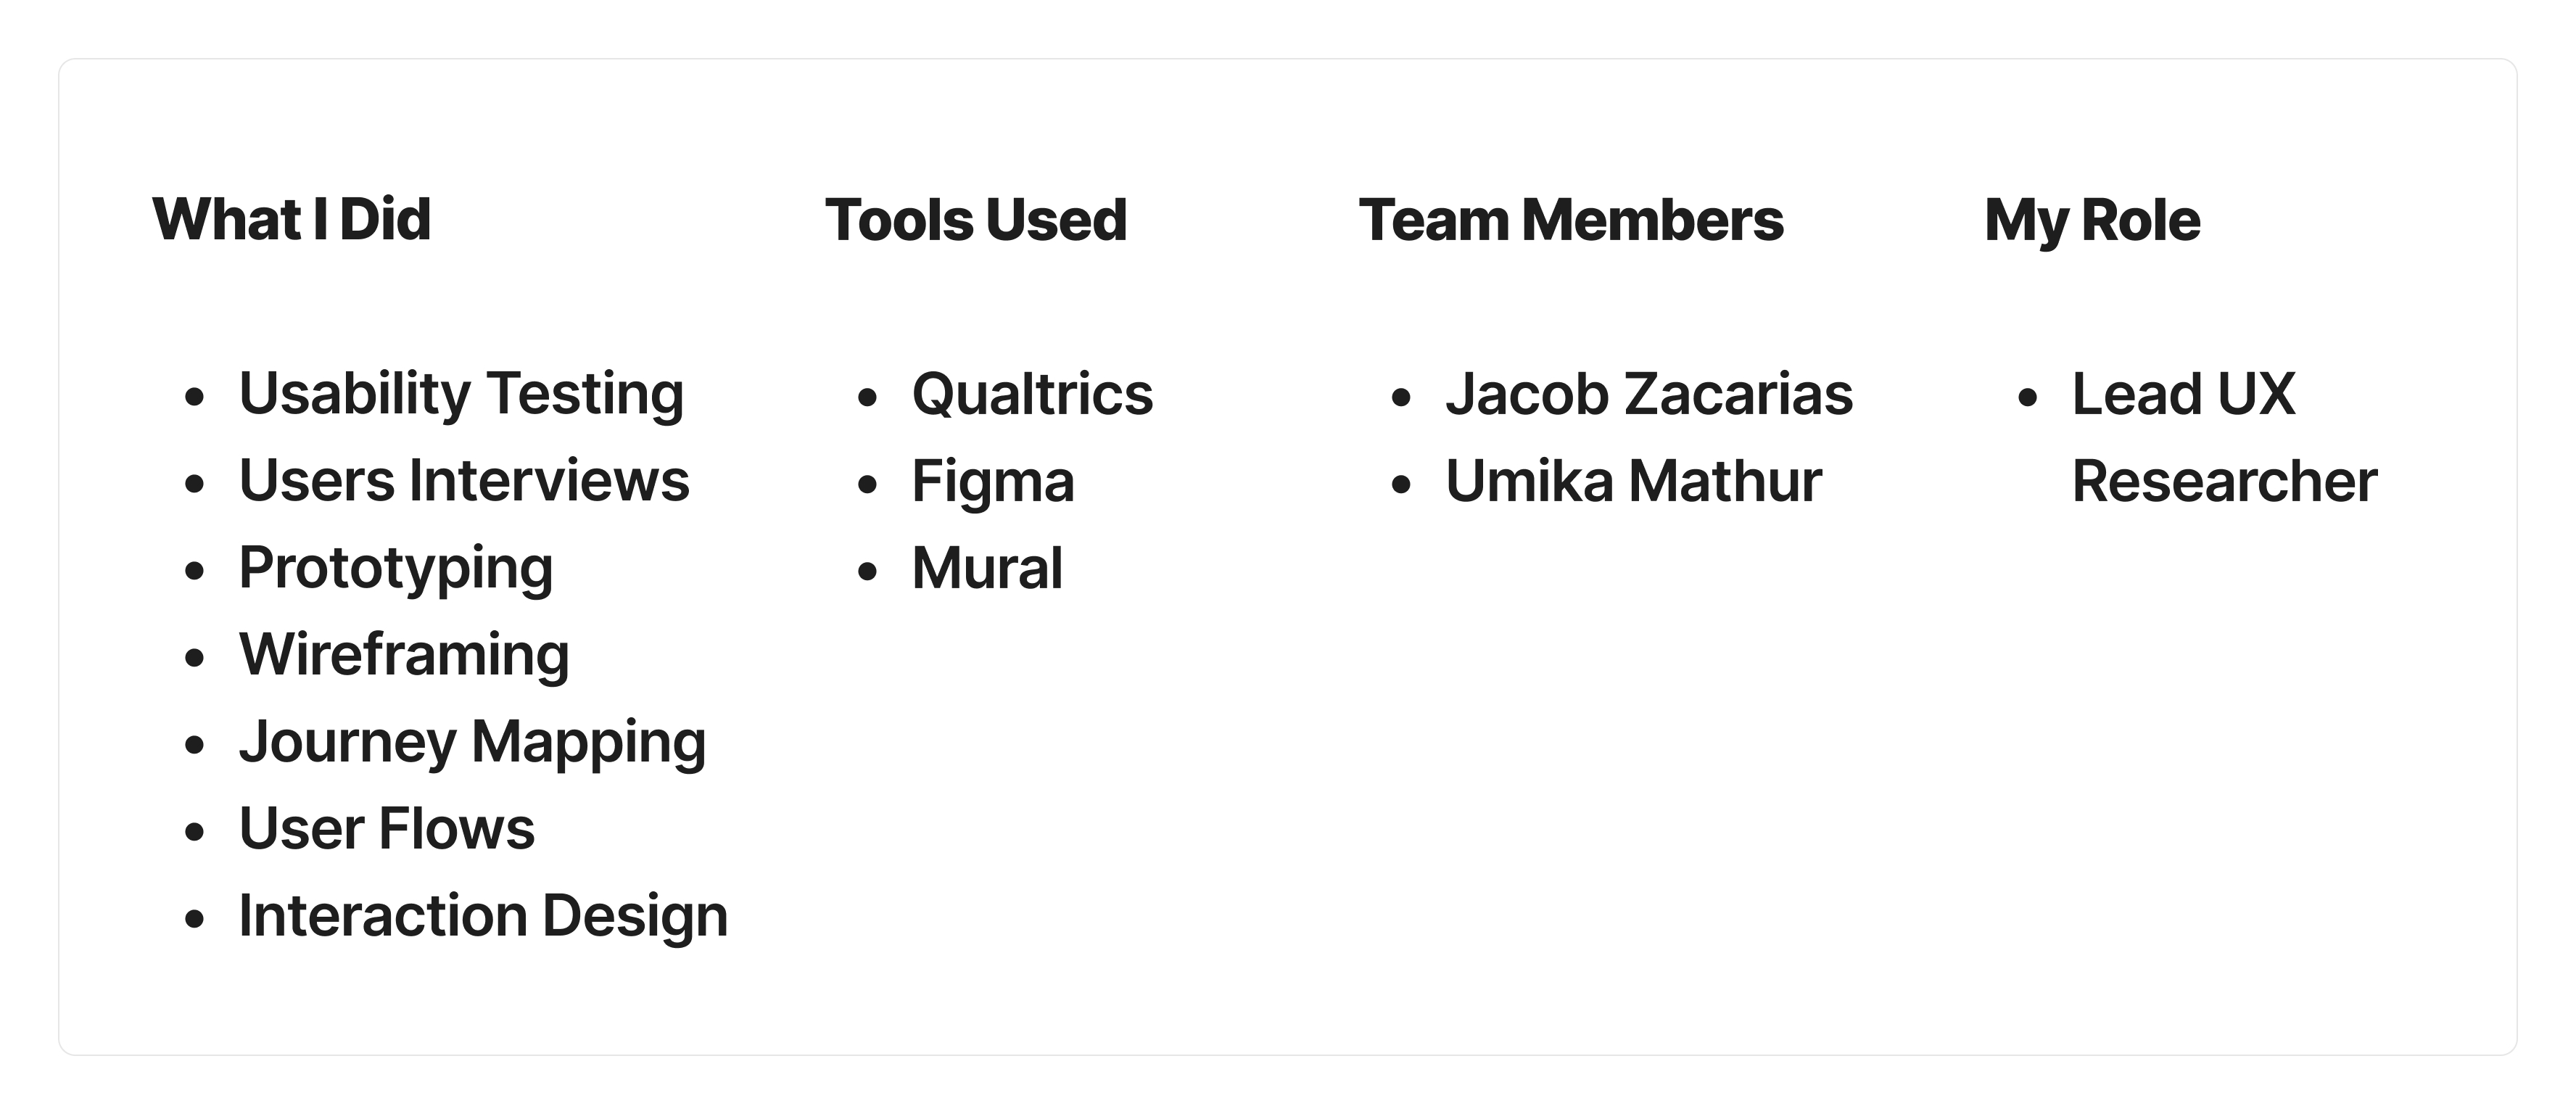 What I Did
• Usability Testing
• Users Interviews
• Prototyping
• Wireframing
• Journey Mapping
• User Flows
• Interaction Design
Tools Used
• Qualtrics
• Figma
• Mural
Team Members
• Jacob Zacarias
• Umika Mathur
My Role
• Lead UX
Researcher